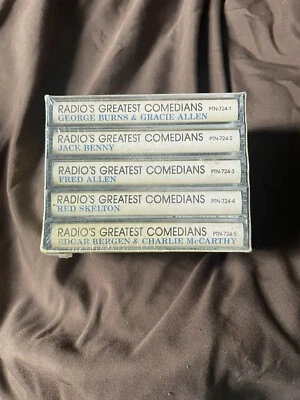 RADIO'S GREATEST COMEDIANS PTN-724-1
GEORGE BURNS & GRACIE ALLEN
RADIO'S GREATEST COMEDIANS PTN-724-2
JACK BENNY
RADIO'S GREATEST COMEDIANS PTN-724-3
FRED ALLEN
RADIO'S GREATEST COMEDIANS PTN-724-4
RED SKELTON
RADIO'S GREATEST COMEDIANS PTN-724-5
EDGAR BERGEN & CHARLIE McCARTHY